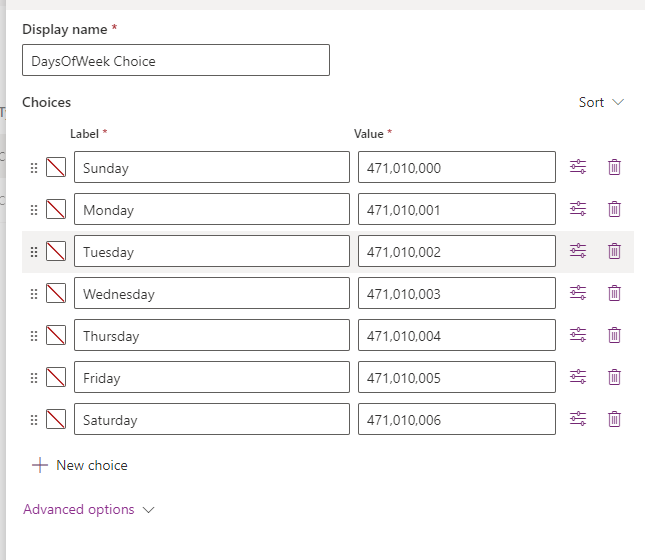 Display name *
DaysOfWeek Choice
Choices
Sort
Label *
Value *
Sunday
471,010,000
Monday
471,010,001
Tuesday
471,010,002
Wednesday
471,010,003
Thursday
471,010,004
Friday
471,010,005
Saturday
471,010,006
New choice
Advanced options